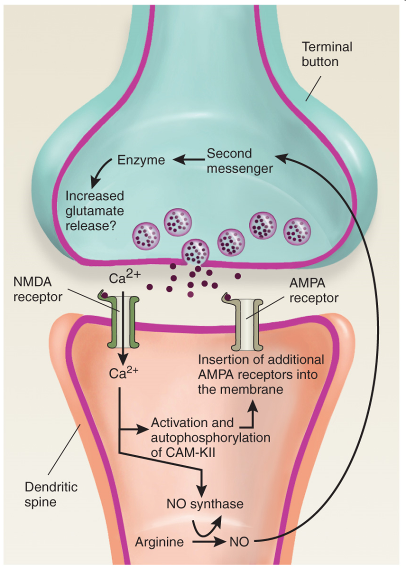 Terminal
button
Enzyme
Second
messenger
Increased
glutamate
release?
NMDA
receptor
Ca2+
AMPA
receptor
Ca2+
Insertion of additional
AMPA receptors into
the membrane
Activation and
autophosphorylation
of CAM-KII
Dendritic
spine
NO synthase
Arginine
NO